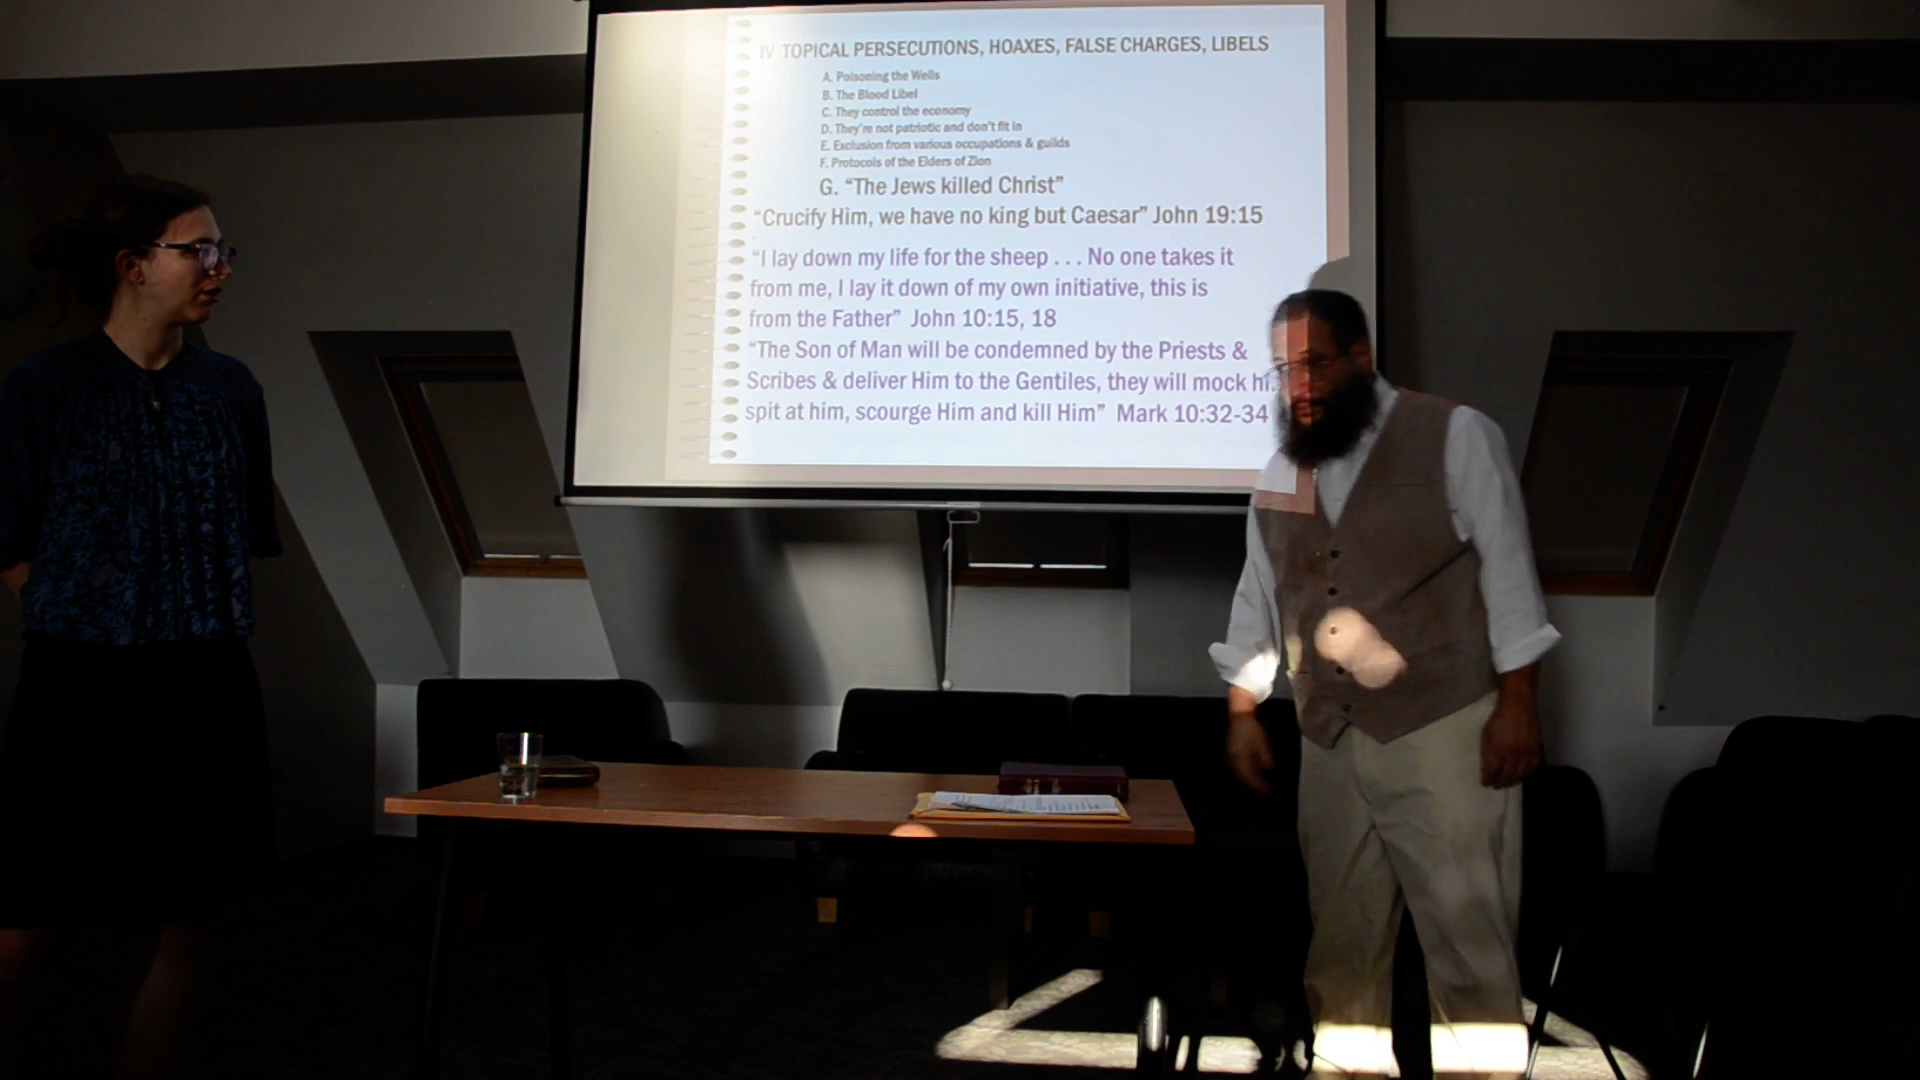 IV TOPICAL PERSECUTIONS, HOAXES, FALSE CHARGES, LIBELS
A. Poisoning the Wells
B. The Blood Libel
C. They control the economy
D. They're not patriotic and don't fit in
E. Exclusion from various occupations & guilds
F. Protocols of the Elders of Zion
G. "The Jews killed Christ"
"Crucify Him, we have no king but Caesar" John 19:15
"I lay down my life for the sheep . . . No one takes it
from me, I lay it down of my own initiative, this is
from the Father" John 10:15, 18
"The Son of Man will be condemned by the Priests &
Scribes & deliver Him to the Gentiles, they will mock
spit at him, scourge Him and kill Him" Mark 10:32-34